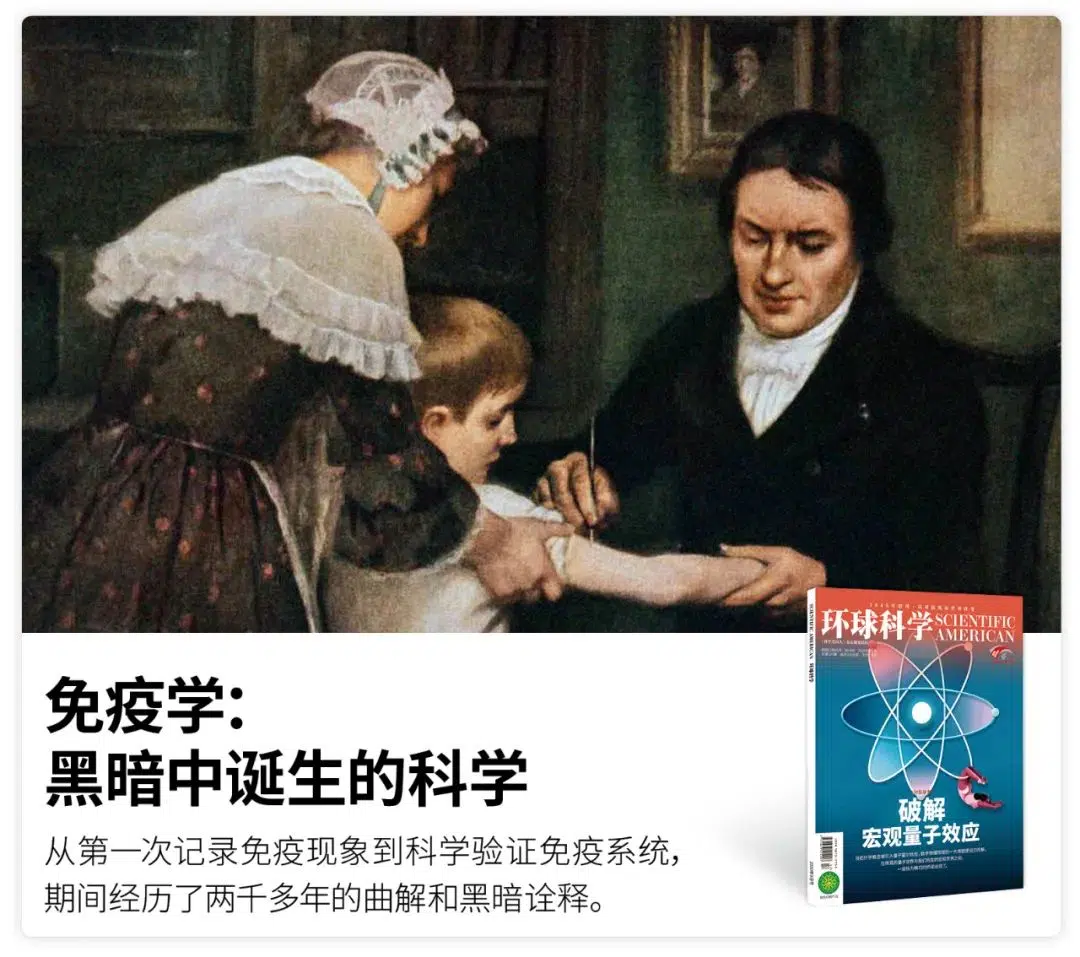 免疫学:
黑暗中诞生的科学
从第一次记录免疫现象到科学验证免疫系统,
期间经历了两千多年的曲解和黑暗诠释。
环球科学
SCIENTIFIC
AMERICAN
破解
宏观量子效应